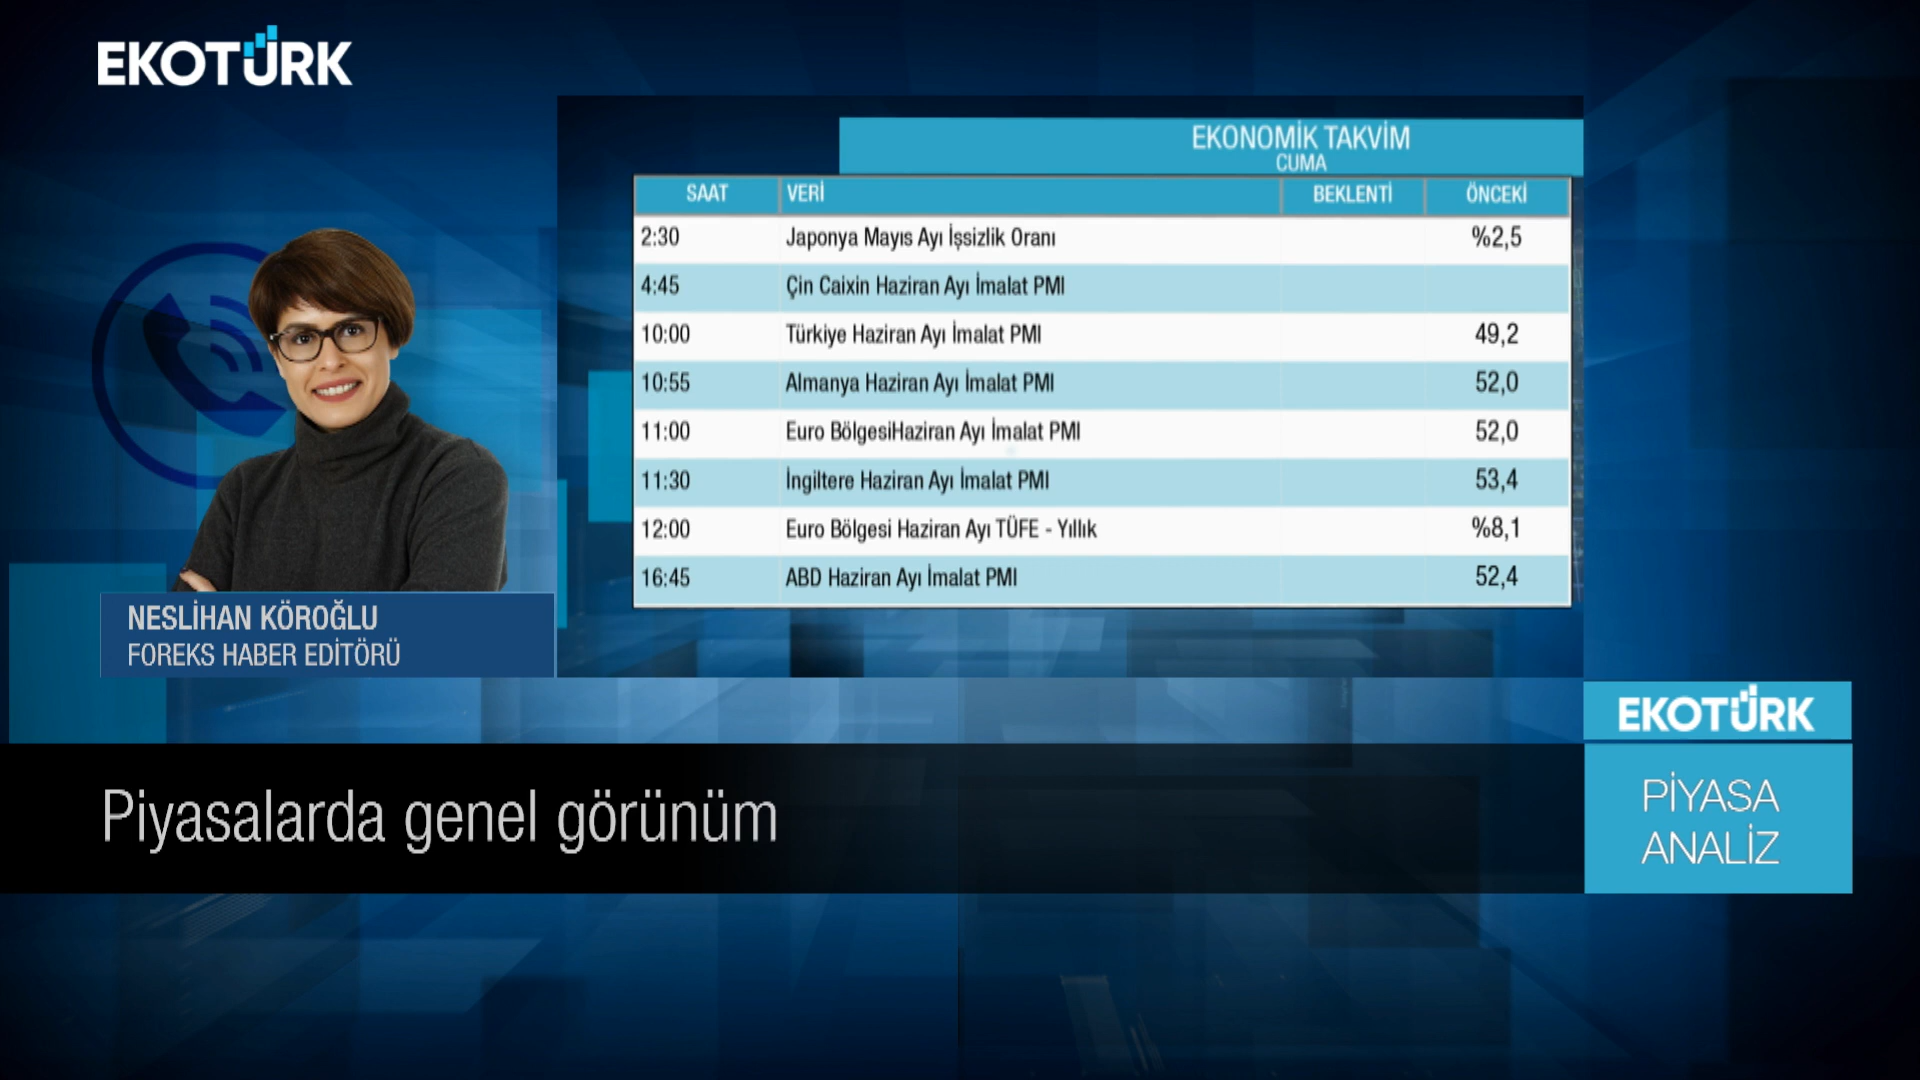 EKOTÜRK
EKONOMİK TAKVİM
CUMA
SAAT VERİ BEKLENTİ ÖNCEKİ
2:30 Japonya Mayıs Ayı İşsizlik Oranı %2,5
4:45 Çin Caixin Haziran Ayı İmalat PMI
10:00 Türkiye Haziran Ayı İmalat PMI 49,2
10:55 Almanya Haziran Ayı İmalat PMI 52,0
11:00 Euro BölgesiHaziran Ayı İmalat PMI 52,0
11:30 İngiltere Haziran Ayı İmalat PMI 53,4
12:00 Euro Bölgesi Haziran Ayı TÜFE - Yıllık %8,1
16:45 ABD Haziran Ayı İmalat PMI 52,4
NESLİHAN KÖROĞLU
FOREKS HABER EDİTÖRÜ
EKOTÜRK
Piyasalarda genel görünüm
PİYASA
ANALİZ